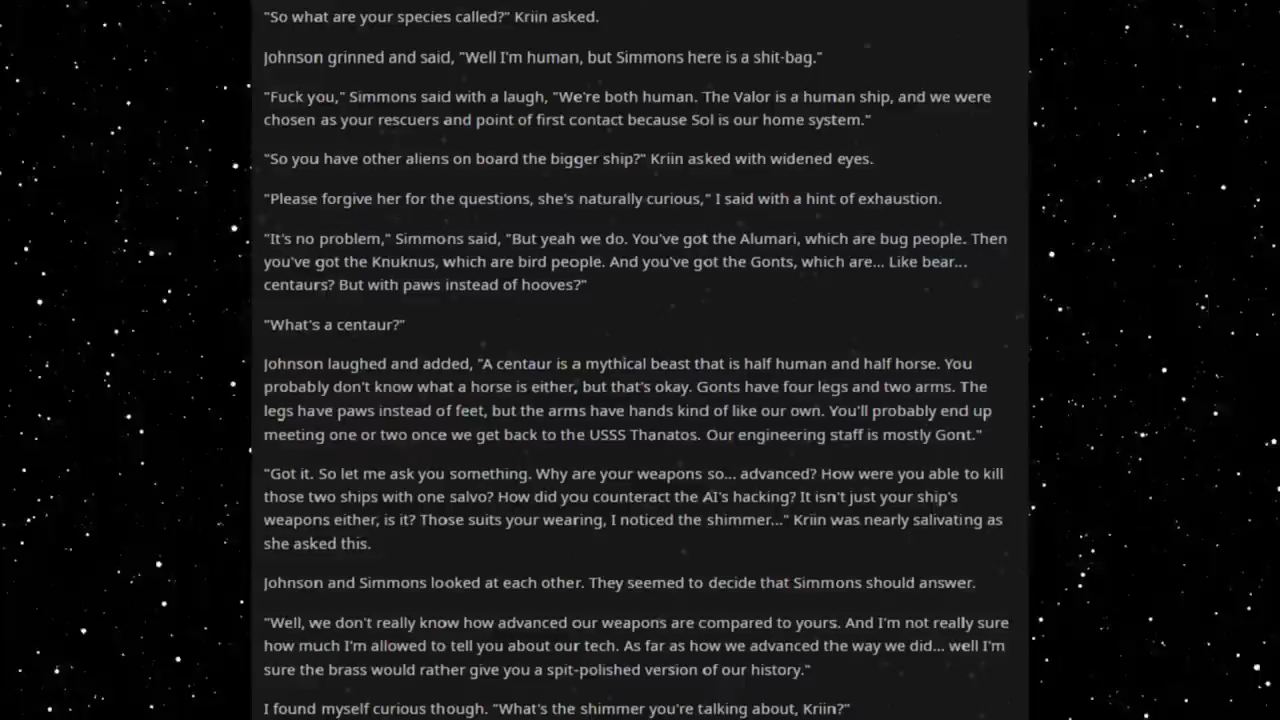 "So what are your species called?" Kriin asked.
Johnson grinned and said, "Well I'm human, but Simmons here is a shit-bag."
"Fuck you," Simmons said with a laugh, "We're both human. The Valor is a human ship, and we were
chosen as your rescuers and point of first contact because Sol is our home system."
"So you have other aliens on board the bigger ship?" Kriin asked with widened eyes.
"Please forgive her for the questions, she's naturally curious," I said with a hint of exhaustion.
"It's no problem," Simmons said, "But yeah we do. You've got the Alumari, which are bug people. Then
you've got the Knuknus, which are bird people. And you've got the Gonts, which are... Like bear...
centaurs? But with paws instead of hooves?"
"What's a centaur?"
Johnson laughed and added, "A centaur is a mythical beast that is half human and half horse. You
probably don't know what a horse is either, but that's okay. Gonts have four legs and two arms. The
legs have paws instead of feet, but the arms have hands kind of like our own. You'll probably end up
meeting one or two once we get back to the USSS Thanatos. Our engineering staff is mostly Gont."
"Got it. So let me ask you something. Why are your weapons so... advanced? How were you able to kill
those two ships with one salvo? How did you counteract the AI's hacking? It isn't just your ship's
weapons either, is it? Those suits your wearing, I noticed the shimmer..." Kriin was nearly salivating as
she asked this.
Johnson and Simmons looked at each other. They seemed to decide that Simmons should answer.
"Well, we don't really know how advanced our weapons are compared to yours. And I'm not really sure
how much I'm allowed to tell you about our tech. As far as how we advanced the way we did... well I'm
sure the brass would rather give you a spit-polished version of our history."
I found myself curious though. "What's the shimmer you're talking about, Kriin?"